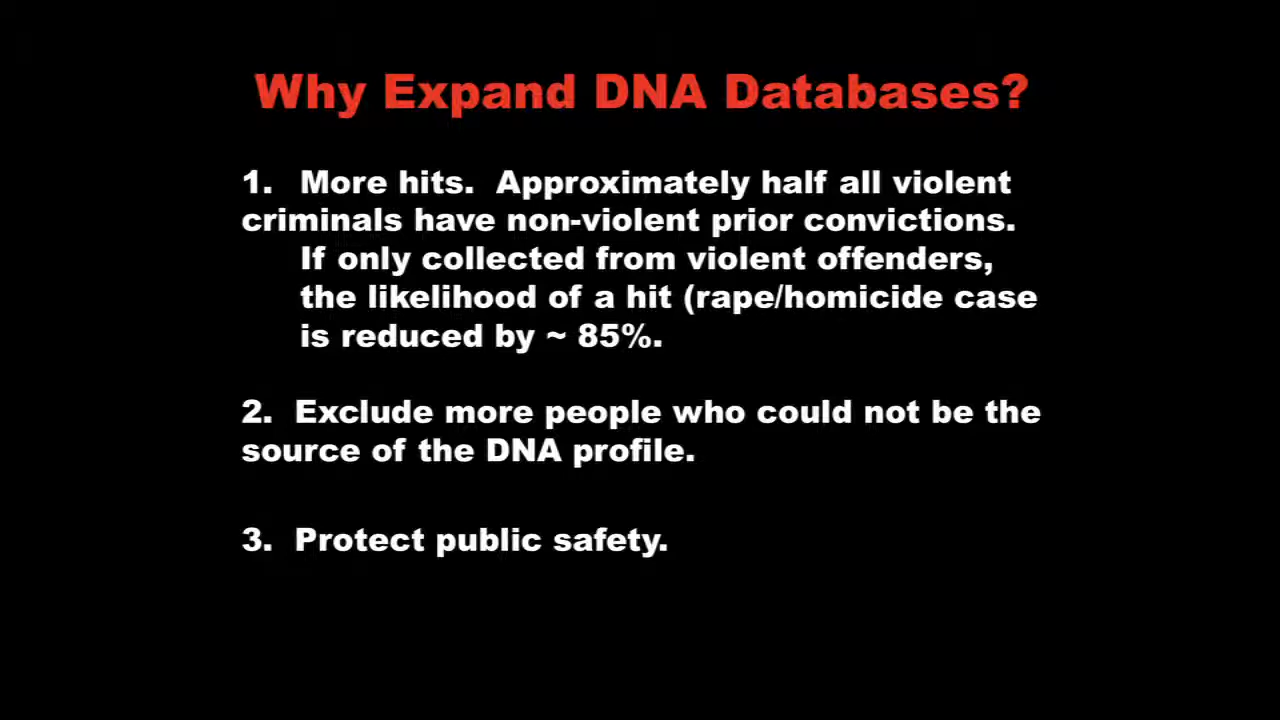 Why Expand DNA Databases?
1. More hits. Approximately half all violent
criminals have non-violent prior convictions.
If only collected from violent offenders,
the likelihood of a hit (rape/homicide case
is reduced by ~ 85%.
2. Exclude more people who could not be the
source of the DNA profile.
3. Protect public safety.